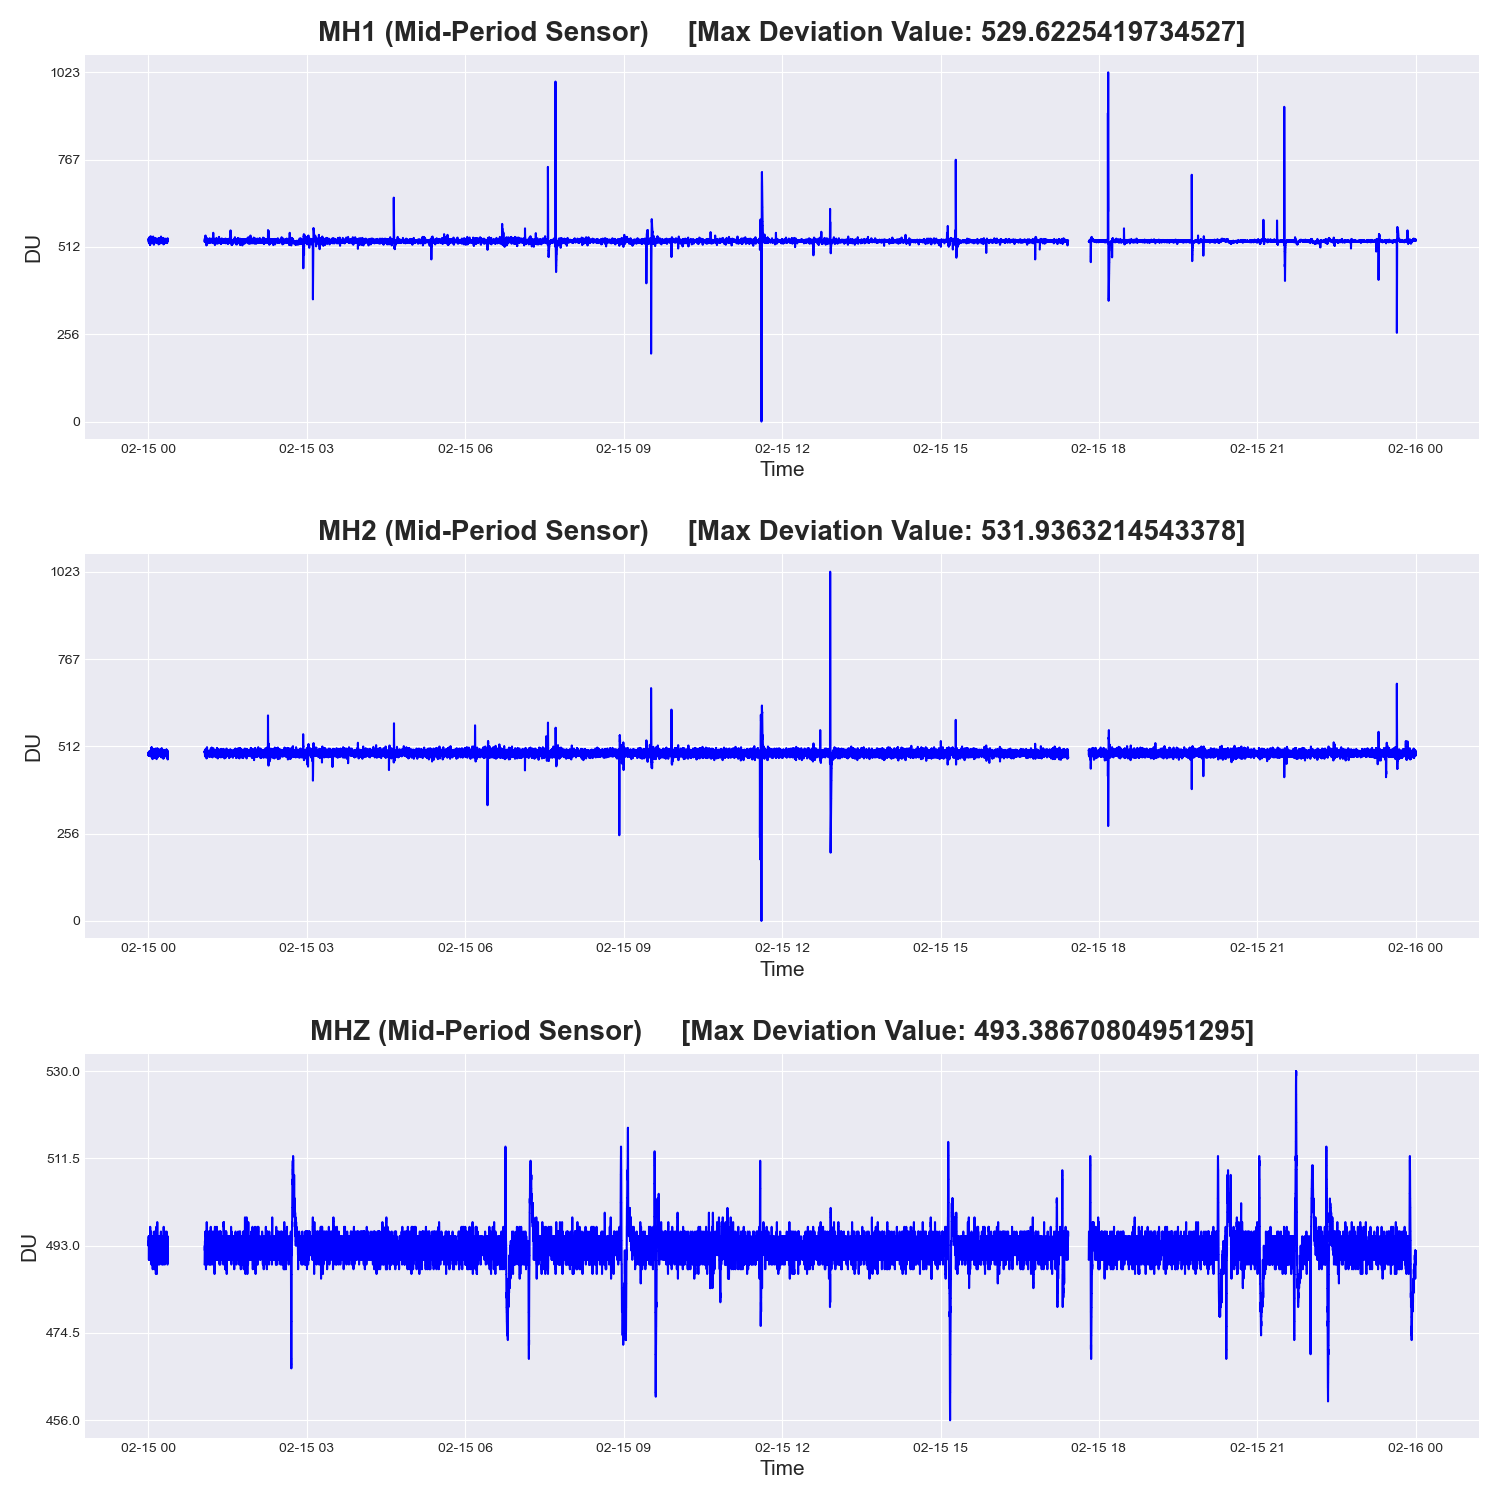 MH1 (Mid-Period Sensor) [Max Deviation Value: 529.6225419734527]
1023
767
512
256
0
DU
02-15 00 02-15 03 02-15 06 02-15 09 02-15 12 02-15 15 02-15 18 02-15 21 02-16 00
Time
MH2 (Mid-Period Sensor) [Max Deviation Value: 531.9363214543378]
1023
767
512
256
0
DU
02-15 00 02-15 03 02-15 06 02-15 09 02-15 12 02-15 15 02-15 18 02-15 21 02-16 00
Time
MHZ (Mid-Period Sensor) [Max Deviation Value: 493.38670804951295]
530.0
511.5
493.0
474.5
456.0
DU
02-15 00 02-15 03 02-15 06 02-15 09 02-15 12 02-15 15 02-15 18 02-15 21 02-16 00
Time